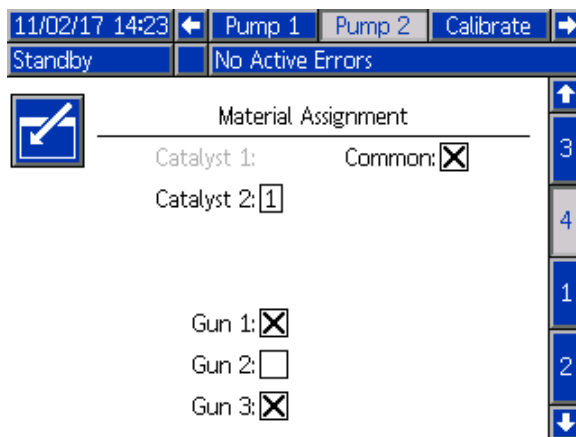 11/02/17 14:23 Pump 1 Pump 2 Calibrate
Standby No Active Errors
Material Assignment
Catalyst 1: Common:
Catalyst 2: 1
Gun 1:
Gun 2:
Gun 3:
3
4
1
2